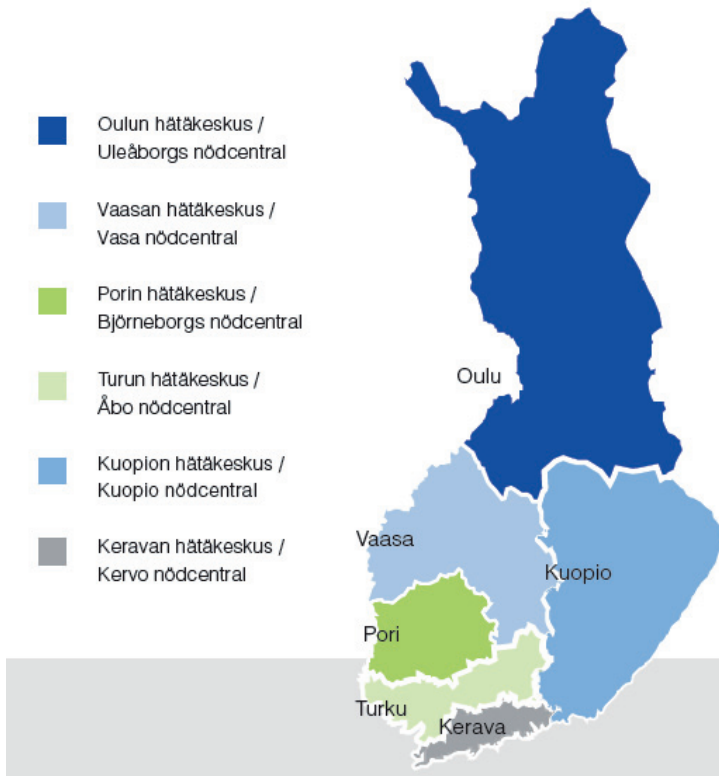 Oulun hätäkeskus /
Uleåborgs nödcentral
Vaasan hätäkeskus /
Vasa nödcentral
Porin hätäkeskus /
Björneborgs nödcentral
Turun hätäkeskus /
Åbo nödcentral
Kuopion hätäkeskus /
Kuopio nödcentral
Keravan hätäkeskus /
Kervo nödcentral
Oulu
Vaasa
Kuopio
Pori
Turku
Kerava